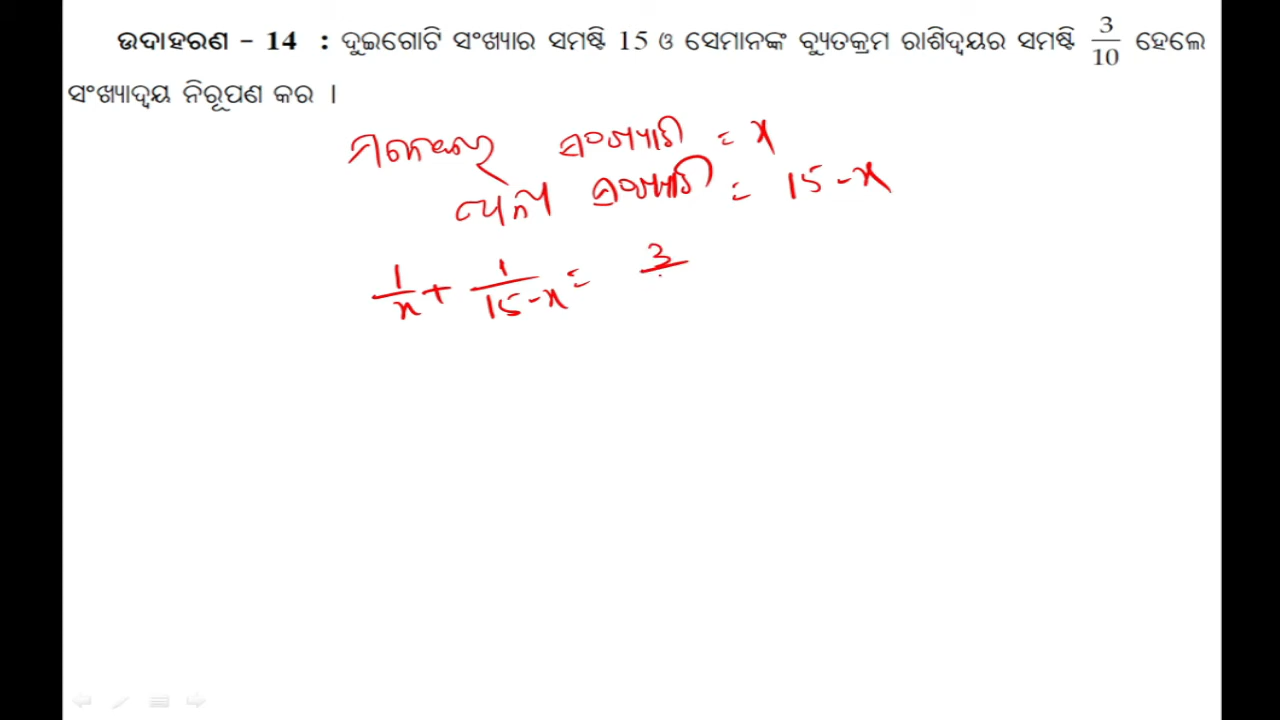 ଉଦାହରଣ – 14 : ଦୁଇଗୋଟି ସଂଖ୍ୟାର ସମଷ୍ଟି 15 ଓ ସେମାନଙ୍କ ବ୍ୟୁତକ୍ରମ ରାଶିଦ୍ୱୟର ସମଷ୍ଟି 3/10 ହେଲେ
ସଂଖ୍ୟାଦ୍ୱୟ ନିରୂପଣ କର ।
ମନେକର ସଂଖ୍ୟାଟି = x
ଅନ୍ୟ ସଂଖ୍ୟାଟି = 15 - x
1/x + 1/15-x = 3/